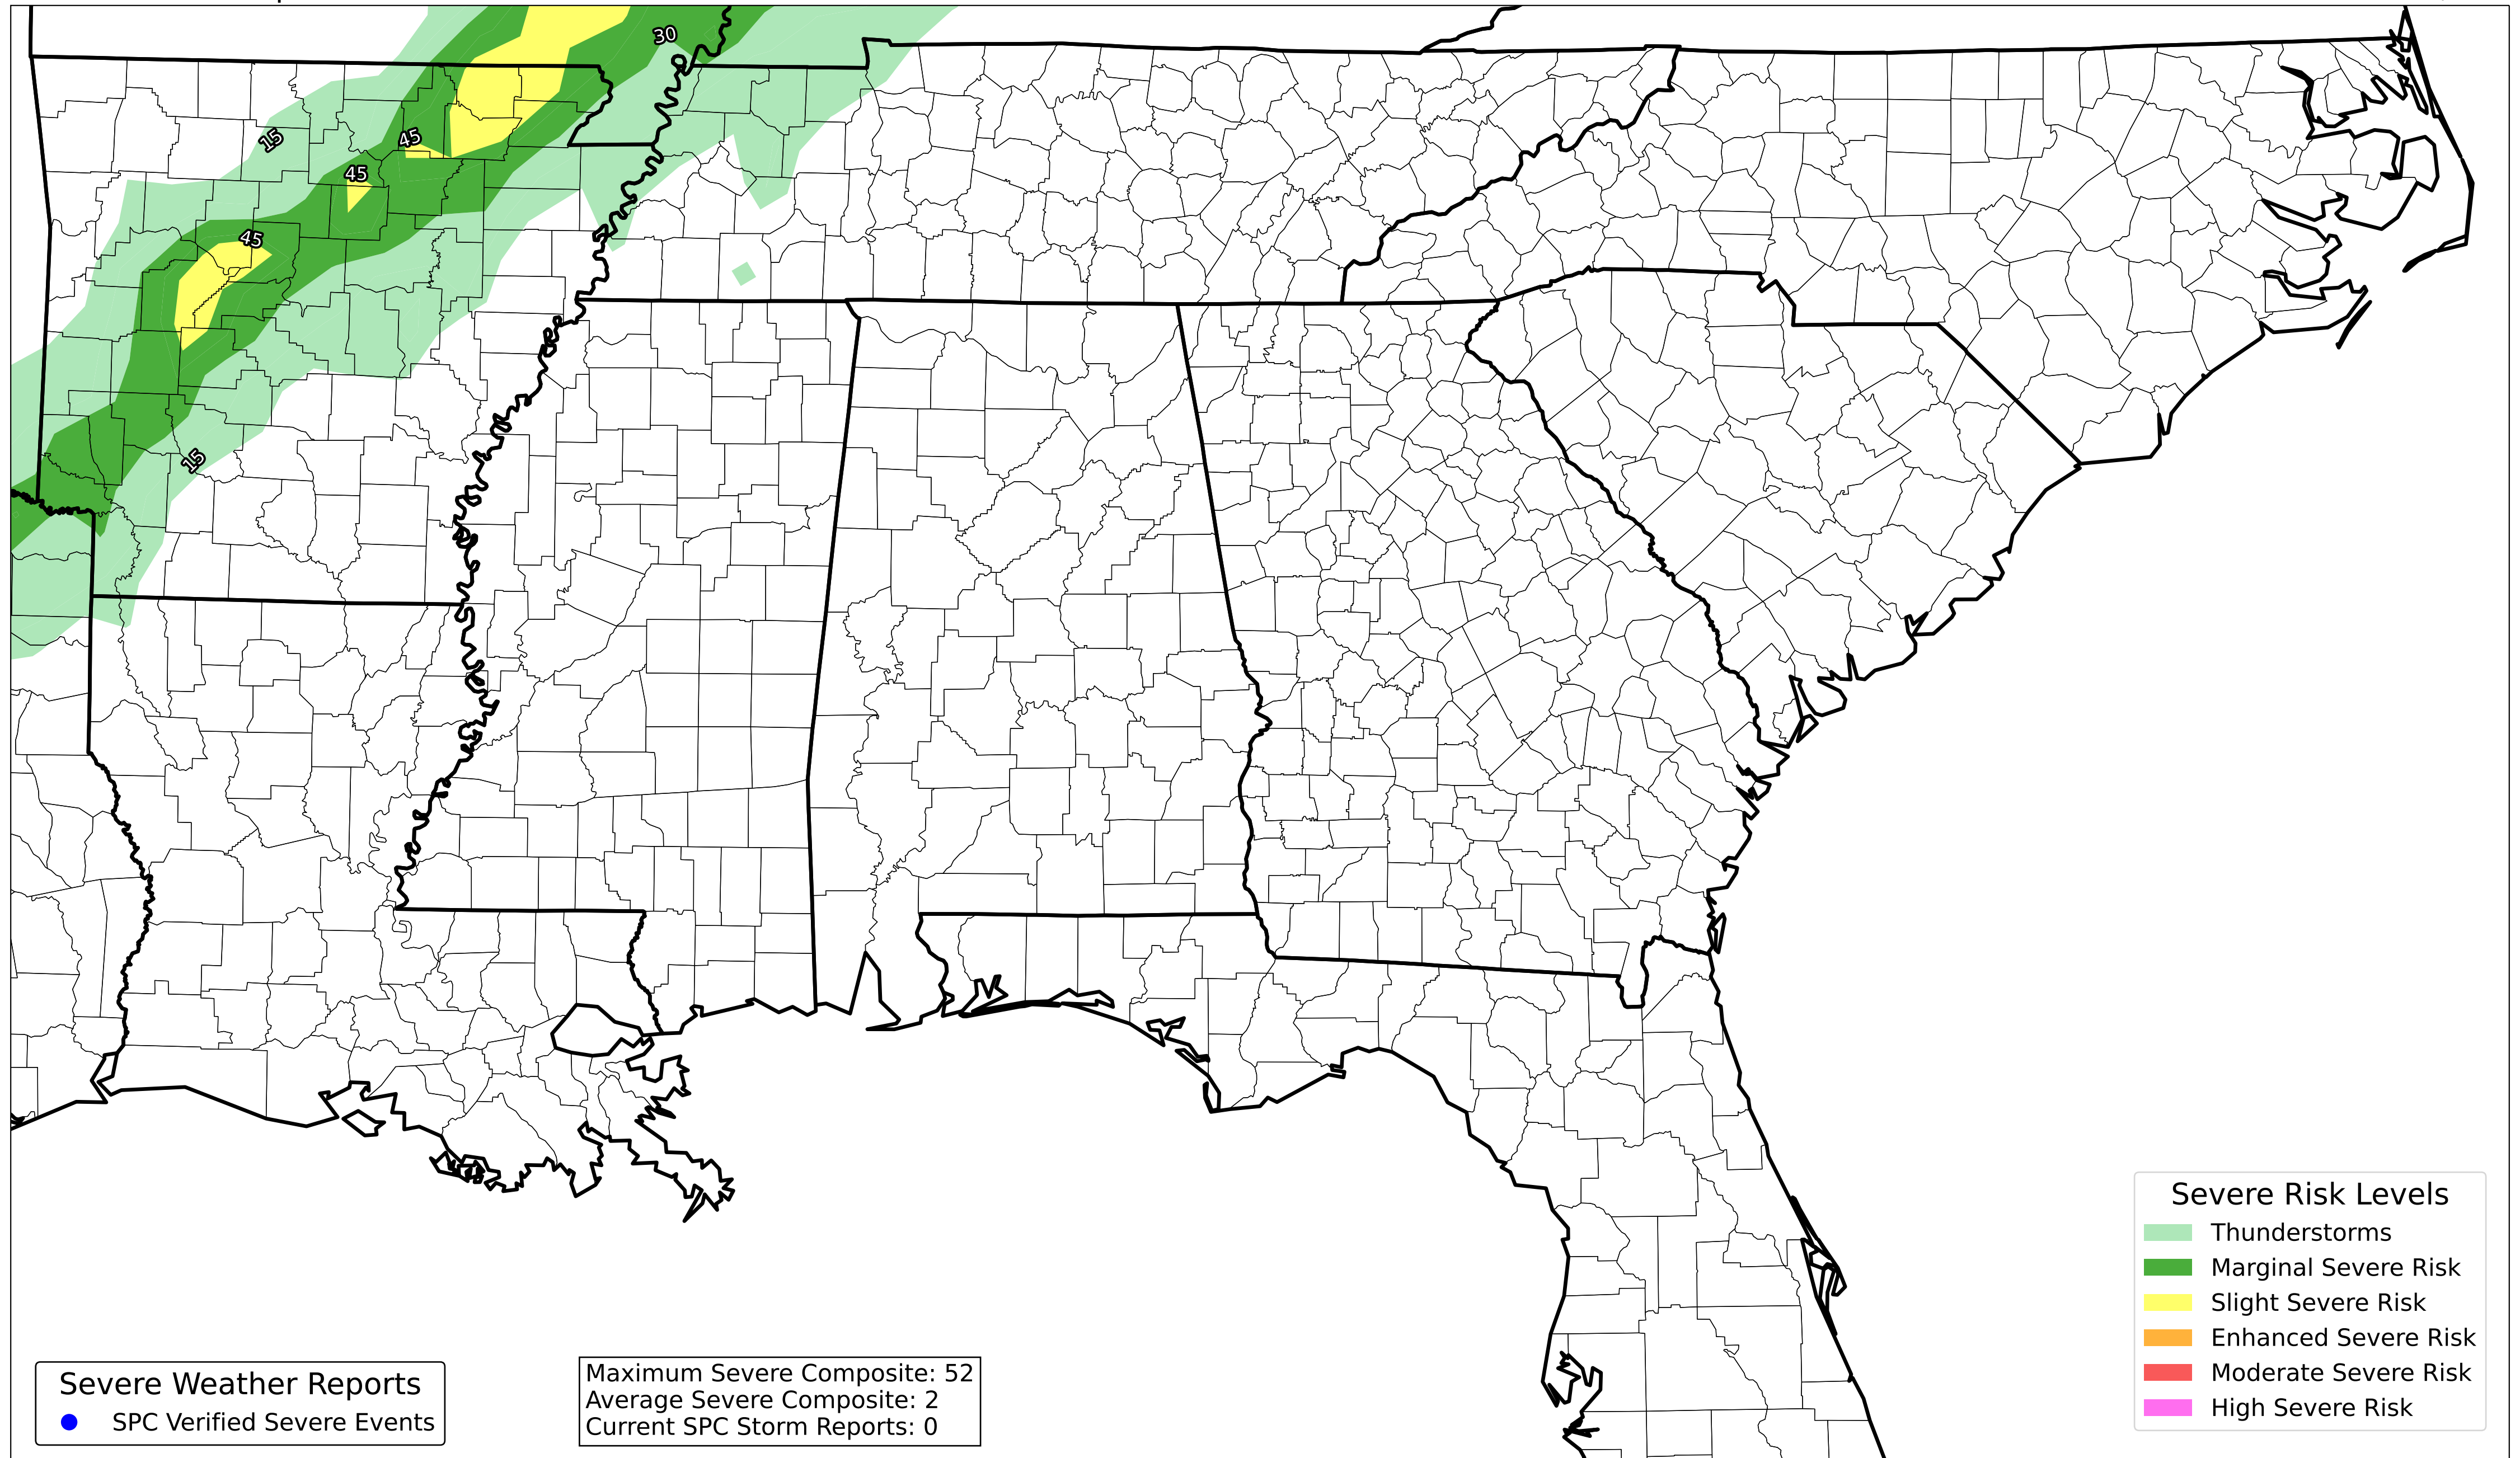 30
15
45
45
45
15
Severe Risk Levels
Thunderstorms
Marginal Severe Risk
Slight Severe Risk
Enhanced Severe Risk
Moderate Severe Risk
High Severe Risk
Severe Weather Reports
SPC Verified Severe Events
Maximum Severe Composite: 52
Average Severe Composite: 2
Current SPC Storm Reports: 0